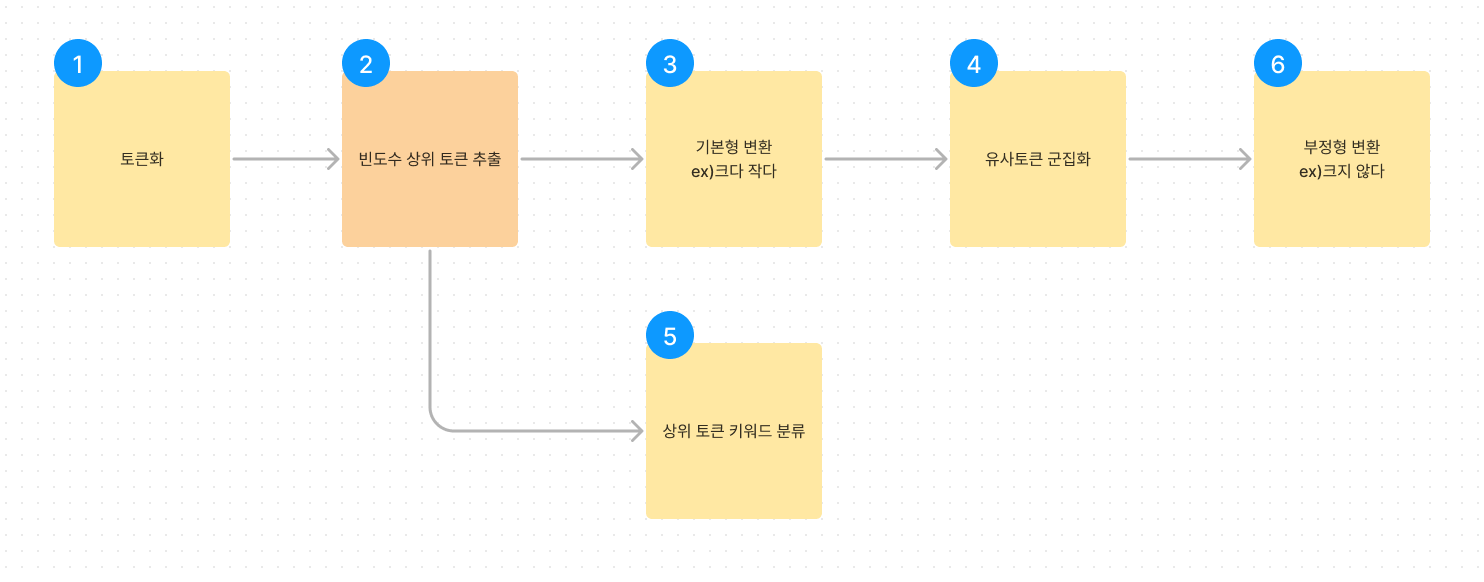 1
토큰화
2
빈도수 상위 토큰 추출
3
기본형 변환
ex)크다 작다
4
유사토큰 군집화
6
부정형 변환
ex)크지 않다
5
상위 토큰 키워드 분류